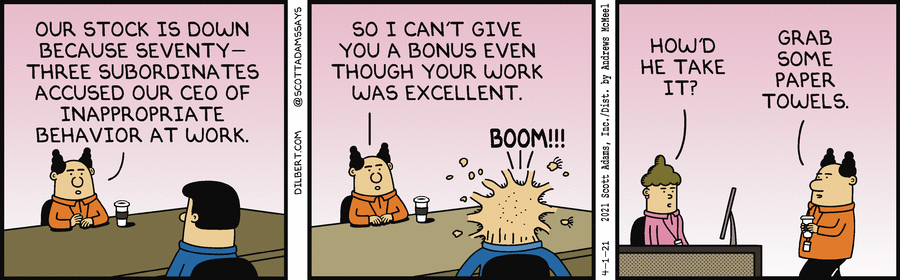 OUR STOCK IS DOWN
BECAUSE SEVENTY—
THREE SUBORDINATES
ACCUSED OUR CEO OF
INAPPROPRIATE
BEHAVIOR AT WORK.
DILBERT.COM @SCOTTADAMSSAYS
SO I CAN'T GIVE
YOU A BONUS EVEN
THOUGH YOUR WORK
WAS EXCELLENT.
BOOM!!!
4-1-21 2021 Scott Adams, Inc./Dist. by Andrews McMeel
HOW'D
HE TAKE
IT?
GRAB
SOME
PAPER
TOWELS.